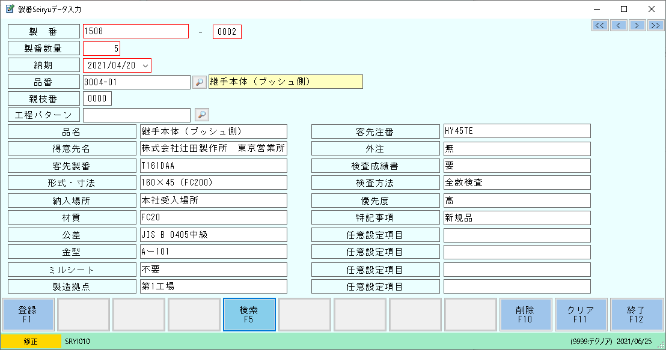 製番Seiryuデータ入力
製 番 1508 - 0002
<< < > >>
製番数量 5
納期 2021/04/20
品番 3004-01 継手本体(ブッシュ側)
親枝番 0000
工程パターン
品名 継手本体(ブッシュ側) 客先注番 HY45TE
得意先名 株式会社辻田製作所 東京営業所 外注 無
客先製番 T161DAA 検査成績書 要
形式・寸法 160×45 (FC200) 検査方法 全数検査
納入場所 本社受入場所 優先度 高
材質 FC20 特記事項 新規品
公差 JIS B 0405中級 任意設定項目
金型 A-101 任意設定項目
ミルシート 不要 任意設定項目
製造拠点 第1工場 任意設定項目
登録 検索 削除 クリア 終了
F1 F5 F10 F11 F12
修正 SRYI010 (9999:テクノア) 2021/06/25